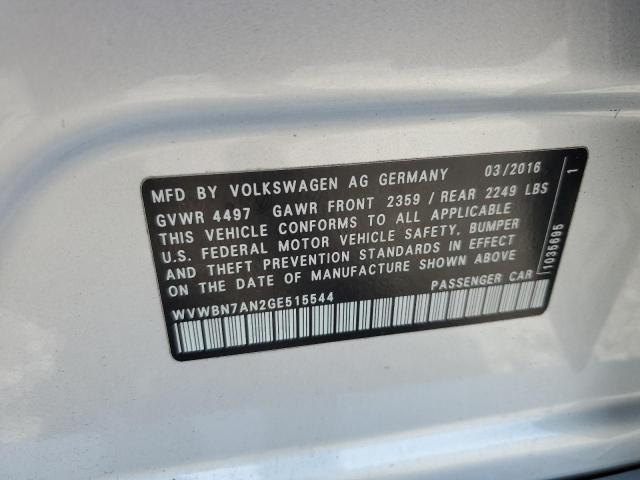 MFD BY VOLKSWAGEN AG GERMANY 03/2016
GVWR 4497 GAWR FRONT 2359 / REAR 2249 LBS
THIS VEHICLE CONFORMS TO ALL APPLICABLE
U.S. FEDERAL MOTOR VEHICLE SAFETY, BUMPER
AND THEFT PREVENTION STANDARDS IN EFFECT
ON THE DATE OF MANUFACTURE SHOWN ABOVE
WVWBN7AN2GE515544 PASSENGER CAR
1035695 1